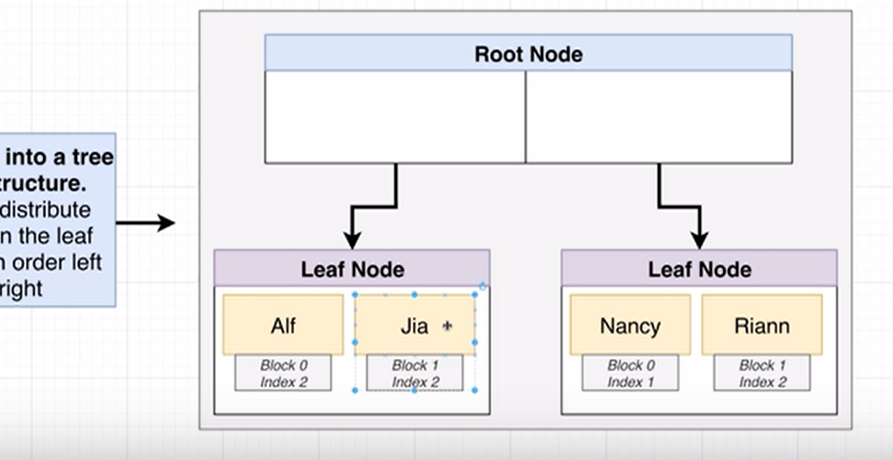 into a tree
tructure.
distribute
n the leaf
n order left
right
Root Node
Leaf Node
Alf
Jia
Block 0
Index 2
Block 1
Index 2
Leaf Node
Nancy
Riann
Block 0
Index 1
Block 1
Index 2